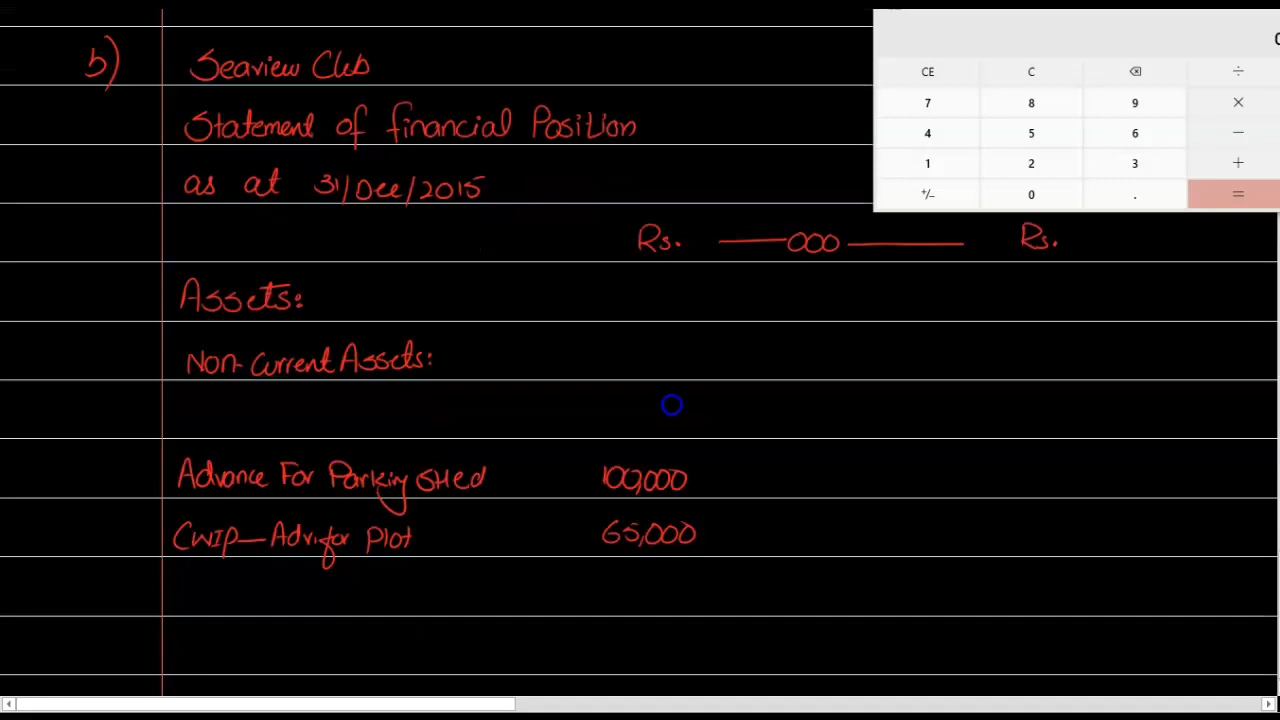 b) Seaview Club
Statement of Financial Position
as at 31/Dec/2015
Rs. ——000—— Rs.
Assets:
Non-Current Assets:
Advance For Parking SHed 100,000
CWIP—Adv. for Plot 65,000
0
CE C ⌫ ÷
7 8 9 ×
4 5 6 −
1 2 3 +
+/− 0 . =